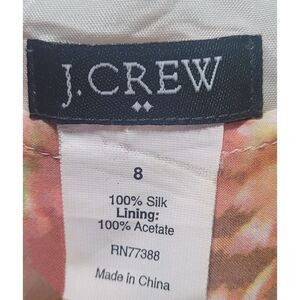 J.CREW
8
100% Silk
Lining:
100% Acetate
RN77388
Made in China